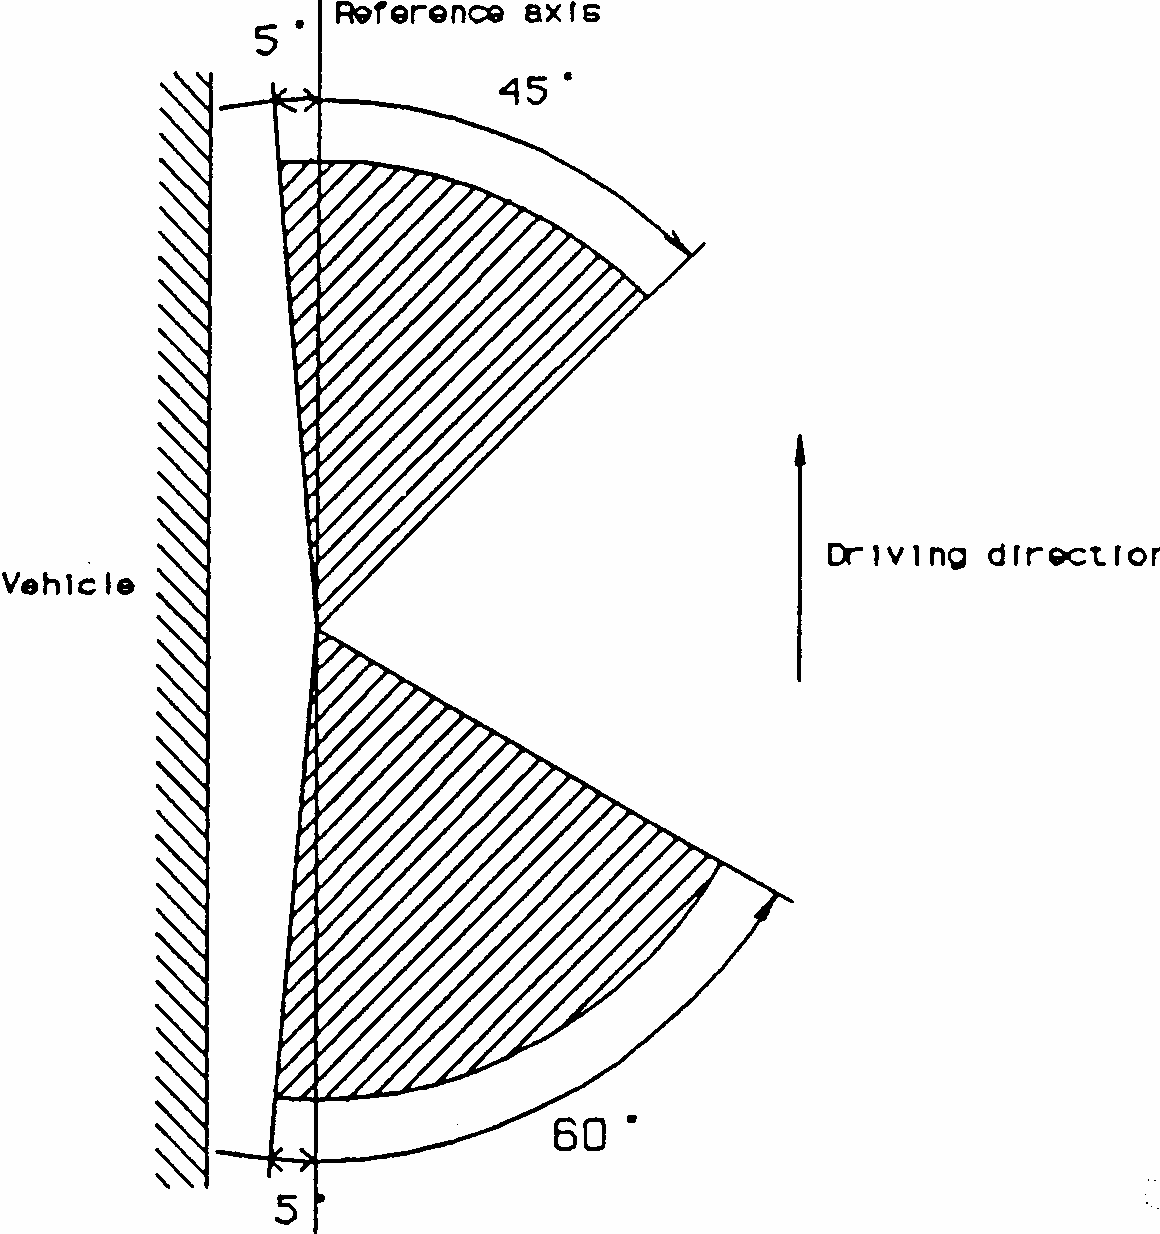 Reference axis
5°
45°
Driving direction
Vehicle
60°
5°